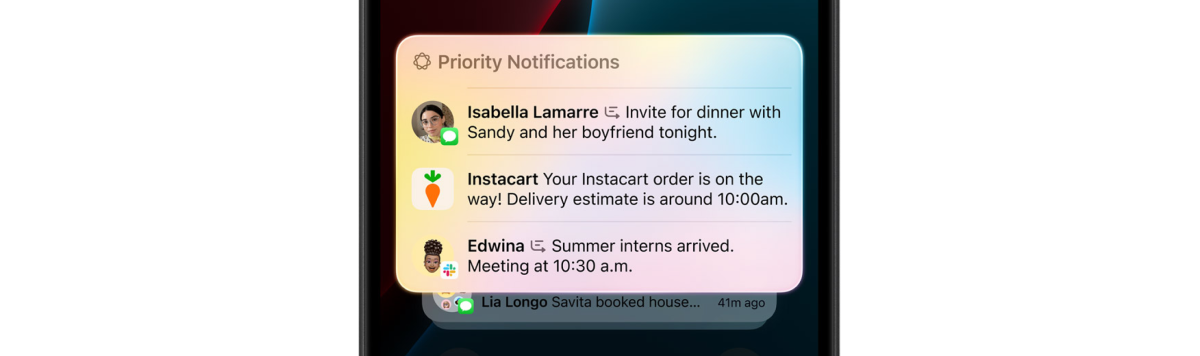 Priority Notifications
Isabella Lamarre Invite for dinner with
Sandy and her boyfriend tonight.
Instacart Your Instacart order is on the
way! Delivery estimate is around 10:00am.
Edwina Summer interns arrived.
Meeting at 10:30 a.m.
Lia Longo Savita booked house... 41m ago